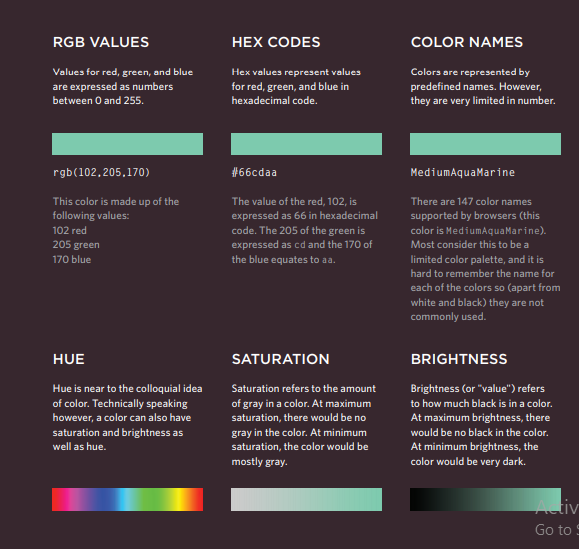 RGB VALUES
Values for red, green, and blue
are expressed as numbers
between 0 and 255.
rgb(102,205,170)
This color is made up of the
following values:
102 red
205 green
170 blue
HEX CODES
Hex values represent values
for red, green, and blue in
hexadecimal code.
#66cdaa
The value of the red, 102, is
expressed as 66 in hexadecimal
code. The 205 of the green is
expressed as cd and the 170 of
the blue equates to aa.
COLOR NAMES
Colors are represented by
predefined names. However,
they are very limited in number.
MediumAquaMarine
There are 147 color names
supported by browsers (this
color is MediumAquaMarine).
Most consider this to be a
limited color palette, and it is
hard to remember the name for
each of the colors so (apart from
white and black) they are not
commonly used.
HUE
Hue is near to the colloquial idea
of color. Technically speaking
however, a color can also have
saturation and brightness as
well as hue.
SATURATION
Saturation refers to the amount
of gray in a color. At maximum
saturation, there would be no
gray in the color. At minimum
saturation, the color would be
mostly gray.
BRIGHTNESS
Brightness (or "value") refers
to how much black is in a color.
At maximum brightness, there
would be no black in the color.
At minimum brightness, the
color would be very dark.
Activ
Go to S